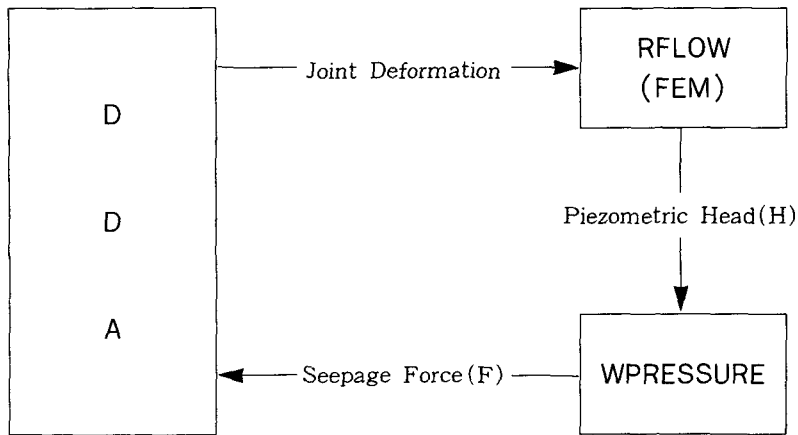 Joint Deformation
RFLOW
(FEM)
D
D
A
Piezometric Head(H)
Seepage Force(F)
WPRESSURE